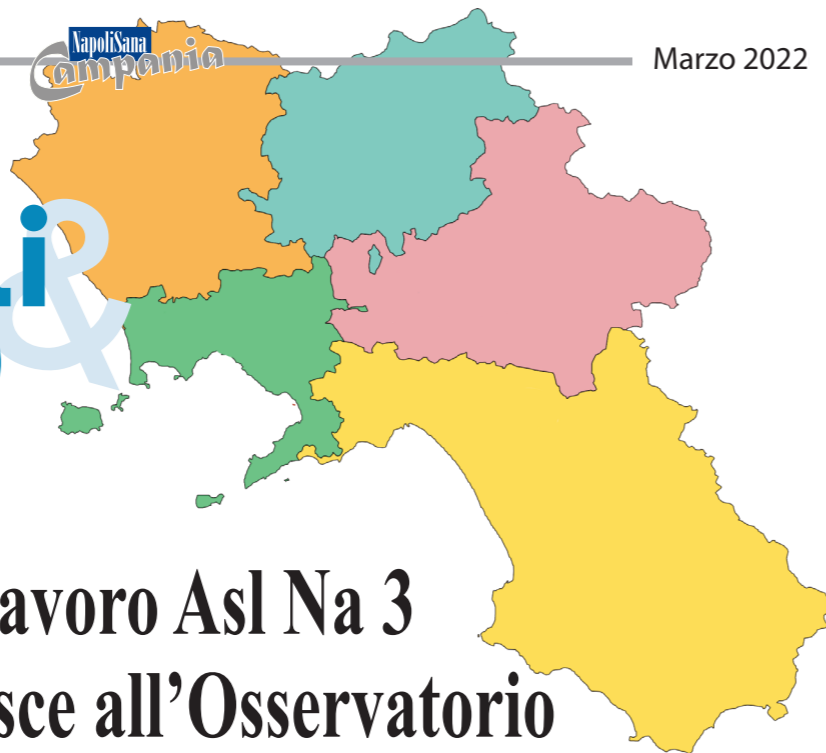 NapoliSana
Campania
Marzo 2022
i
&
avoro Asl Na 3
sce all’Osservatorio